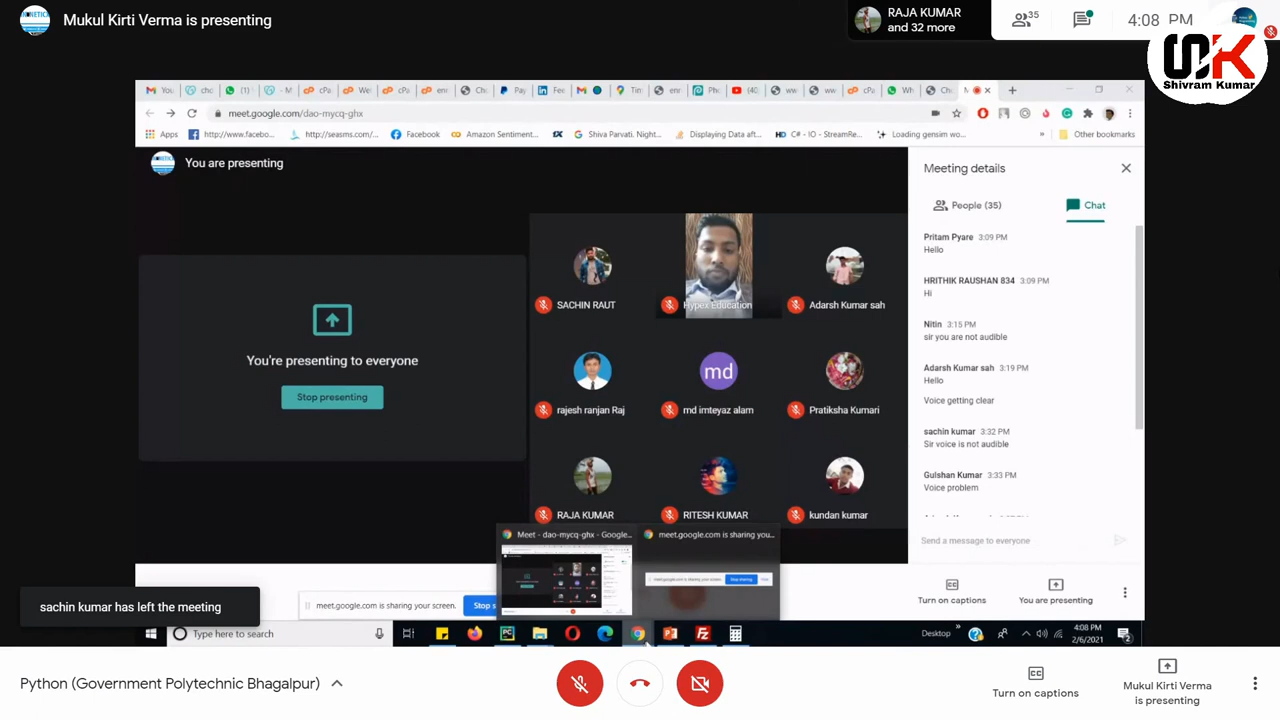 Mukul Kirti Verma is presenting
RAJA KUMAR
and 32 more
35
4:08 PM
SK
Shivram Kumar
meet.google.com/dao-mycq-ghx
Apps
http://www.facebo...
http://seasms.com/...
Facebook
Amazon Sentiment...
Shiva Parvati. Night...
Displaying Data aft...
C# - IO - StreamRe...
Loading gensim wo...
»
Other bookmarks
You are presenting
You're presenting to everyone
Stop presenting
SACHIN RAUT
Hypex Education
Adarsh Kumar sah
md
rajesh ranjan Raj
md imteyaz alam
Pratiksha Kumari
RAJA KUMAR
RITESH KUMAR
kundan kumar
Meeting details
People (35)
Chat
Pritam Pyare 3:09 PM
Hello
HRITHIK RAUSHAN 834 3:09 PM
Hi
Nitin 3:15 PM
sir you are not audible
Adarsh Kumar sah 3:19 PM
Hello
Voice getting clear
sachin kumar 3:32 PM
Sir voice is not audible
Gulshan Kumar 3:33 PM
Voice problem
Send a message to everyone
Turn on captions
You are presenting
Meet - dao-mycq-ghx - Google...
meet.google.com is sharing you...
meet.google.com is sharing your screen.
Stop s
sachin kumar has left the meeting
Type here to search
Desktop
4:08 PM
2/6/2021
Python (Government Polytechnic Bhagalpur)
Turn on captions
Mukul Kirti Verma
is presenting